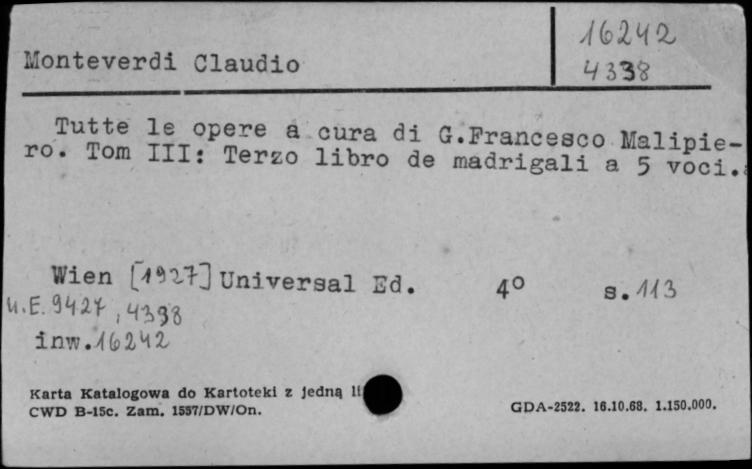 16242
Monteverdi Claudio
4338
Tutte le opere a cura di G.Francesco Malipie-
ro. Tom III: Terzo libro de madrigali a 5 voci.
Wien [1927] Universal Ed. 4° s. 113
U.E. 9427, 4338
inw. 16242
Karta Katalogowa do Kartoteki z jedną
CWD B-15c. Zam. 1557/DW/On.
GDA-2522. 16.10.68. 1.150.000.